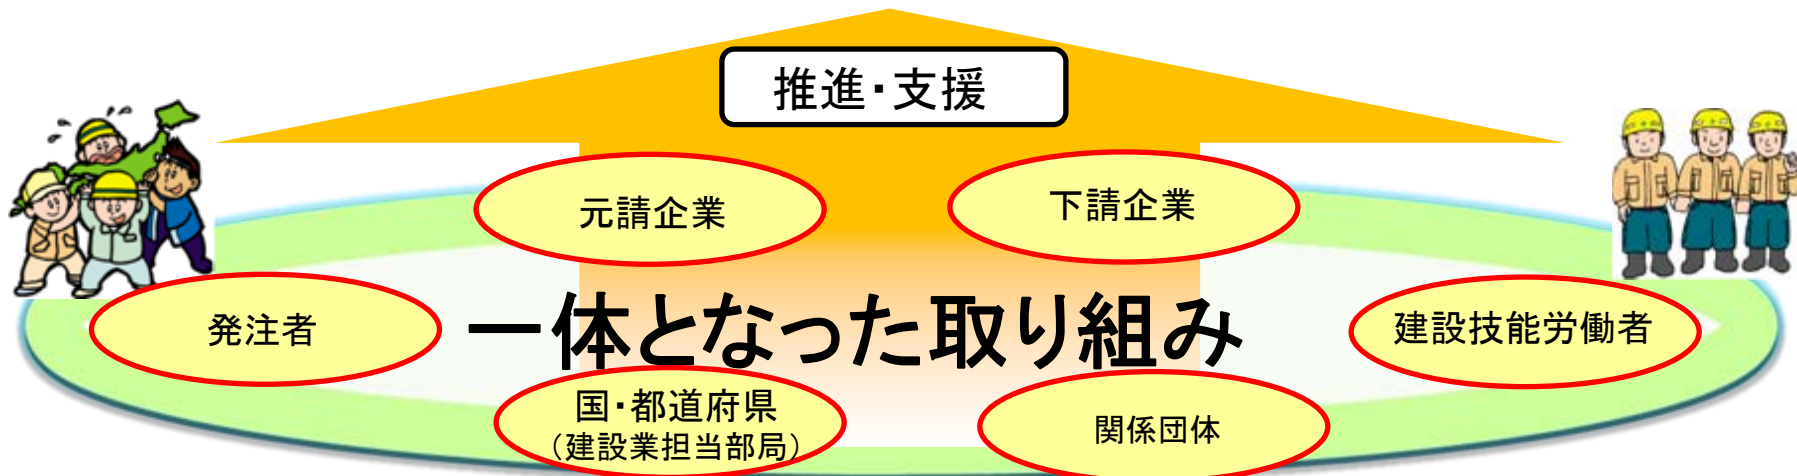 推進・支援
元請企業
下請企業
発注者
一体となった取り組み
建設技能労働者
国・都道府県
（建設業担当部局）
関係団体